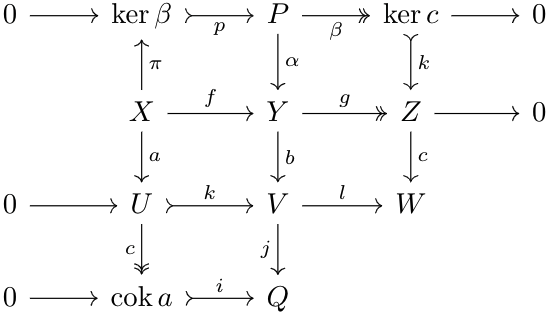 0 ker β p P β ker c 0
π α k
X f Y g Z 0
a b c
0 U k V l W
c j
0 cok a i Q